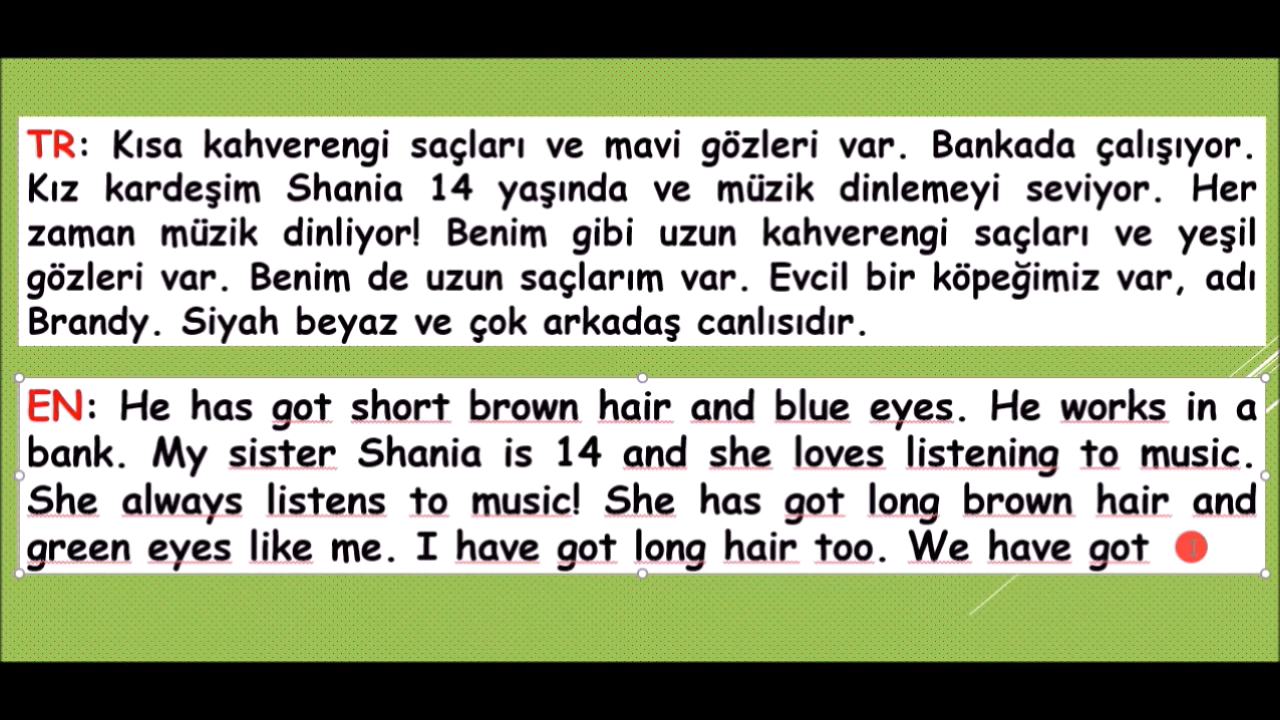 TR: Kısa kahverengi saçları ve mavi gözleri var. Bankada çalışıyor.
Kız kardeşim Shania 14 yaşında ve müzik dinlemeyi seviyor. Her
zaman müzik dinliyor! Benim gibi uzun kahverengi saçları ve yeşil
gözleri var. Benim de uzun saçlarım var. Evcil bir köpeğimiz var, adı
Brandy. Siyah beyaz ve çok arkadaş canlısıdır.
EN: He has got short brown hair and blue eyes. He works in a
bank. My sister Shania is 14 and she loves listening to music.
She always listens to music! She has got long brown hair and
green eyes like me. I have got long hair too. We have got